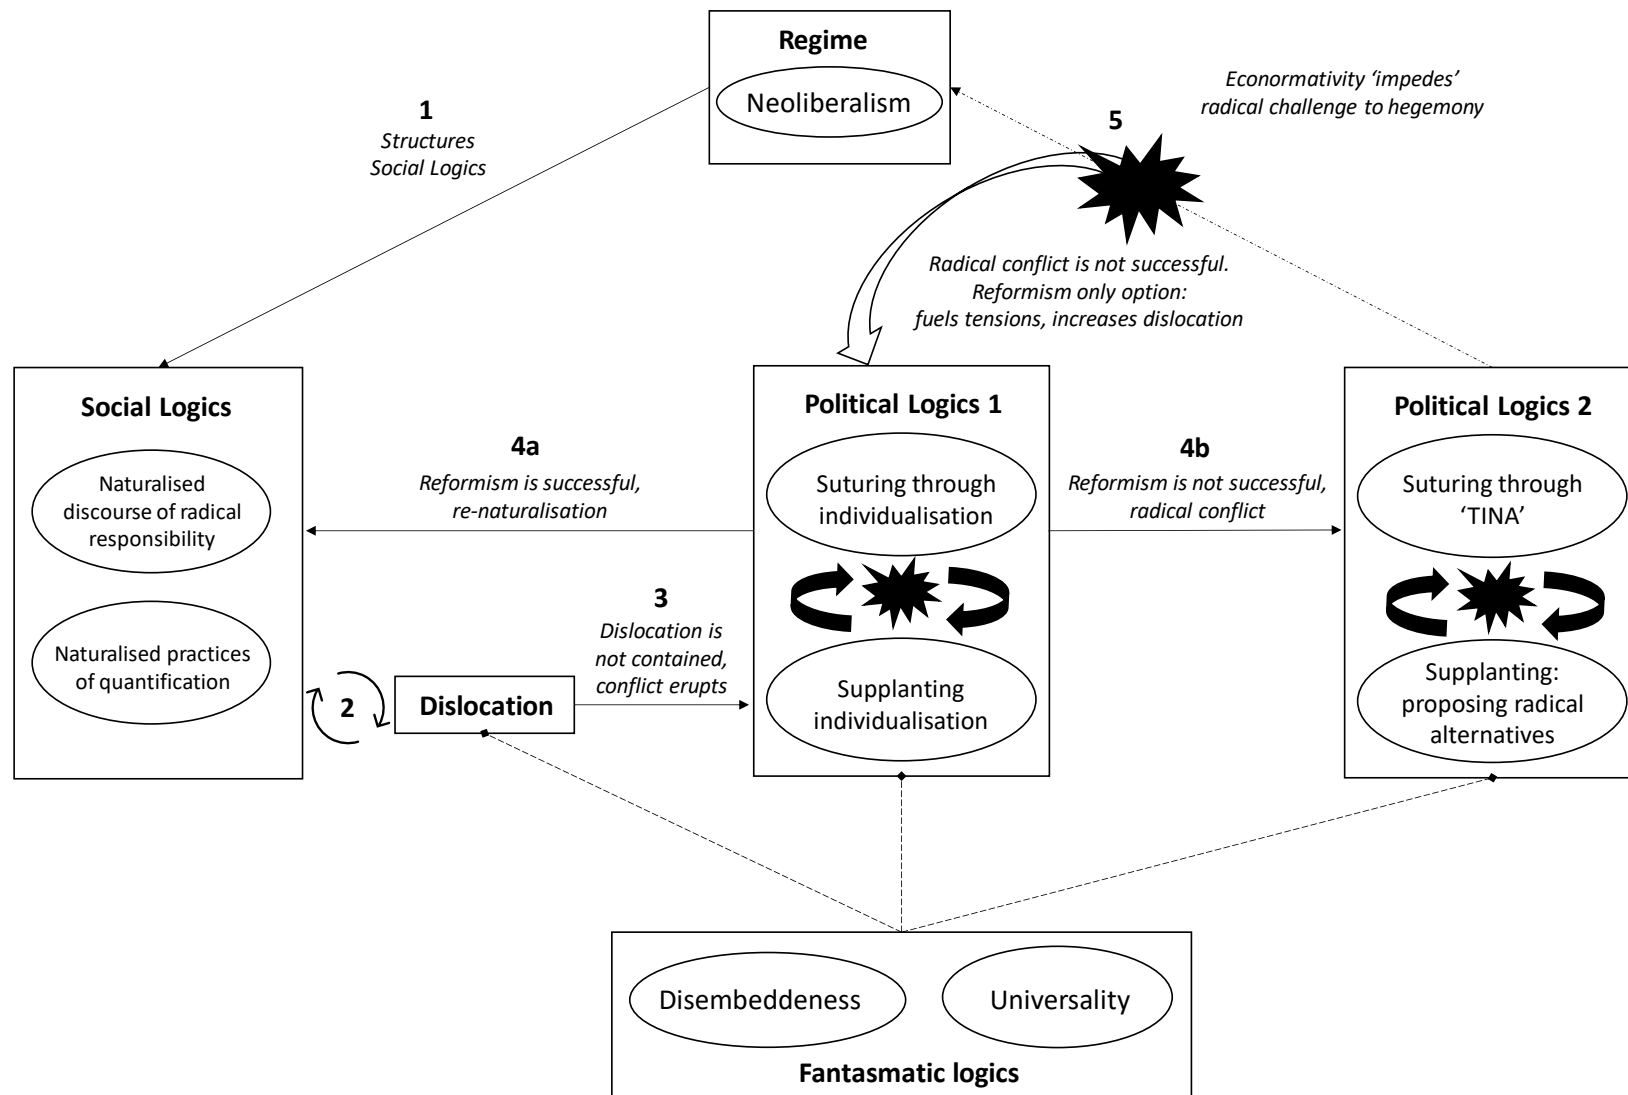 Regime
Neoliberalism
Econormativity ‘impedes’
radical challenge to hegemony
1
Structures
Social Logics
5
Radical conflict is not successful.
Reformism only option:
fuels tensions, increases dislocation
Social Logics
Naturalised
discourse of radical
responsibility
Naturalised practices
of quantification
4a
Reformism is successful,
re-naturalisation
2
Dislocation
3
Dislocation is
not contained,
conflict erupts
Political Logics 1
Suturing through
individualisation
Supplanting
individualisation
4b
Reformism is not successful,
radical conflict
Political Logics 2
Suturing through
‘TINA’
Supplanting:
proposing radical
alternatives
Disembeddeness
Universality
Fantasmatic logics